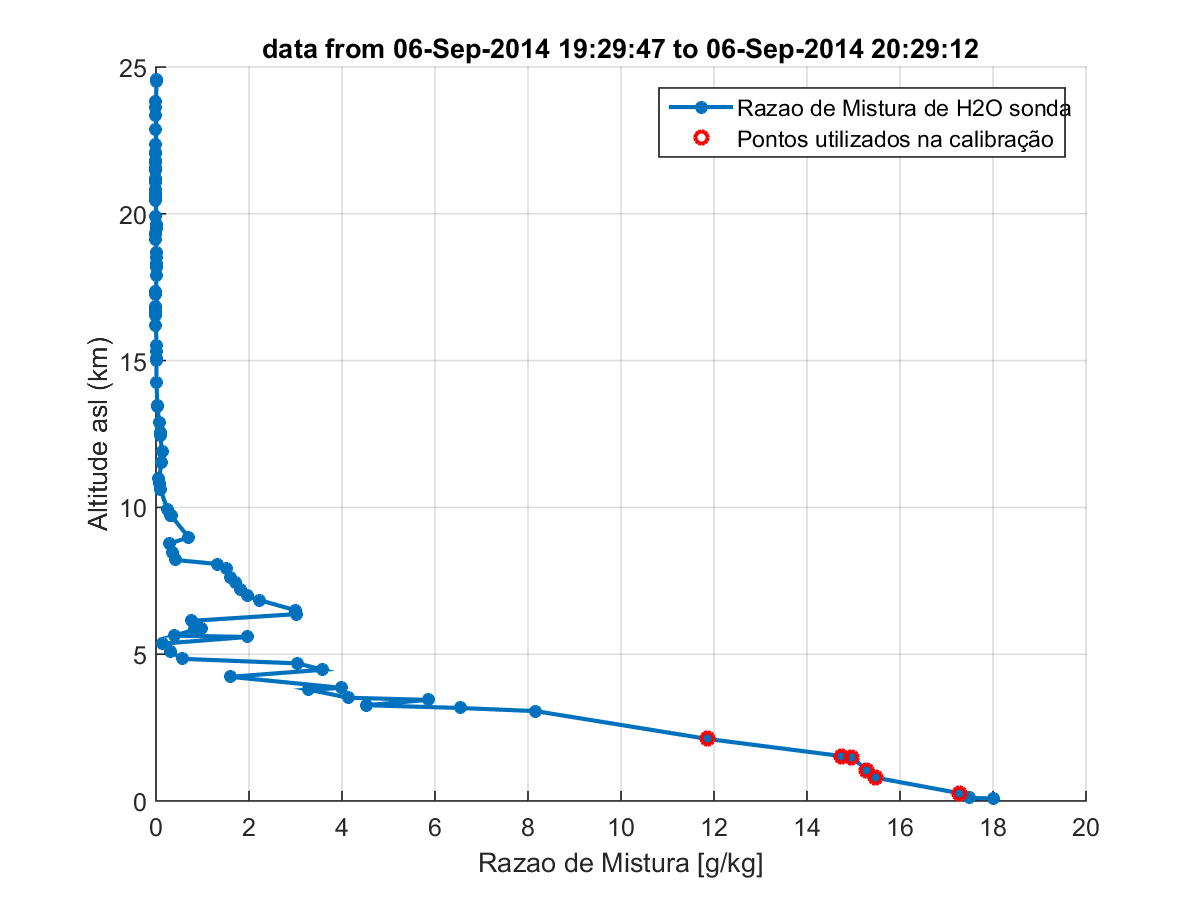 data from 06-Sep-2014 19:29:47 to 06-Sep-2014 20:29:12
Razao de Mistura de H2O sonda
Pontos utilizados na calibração
Altitude asl (km)
25
20
15
10
5
0
0 2 4 6 8 10 12 14 16 18 20
Razao de Mistura [g/kg]